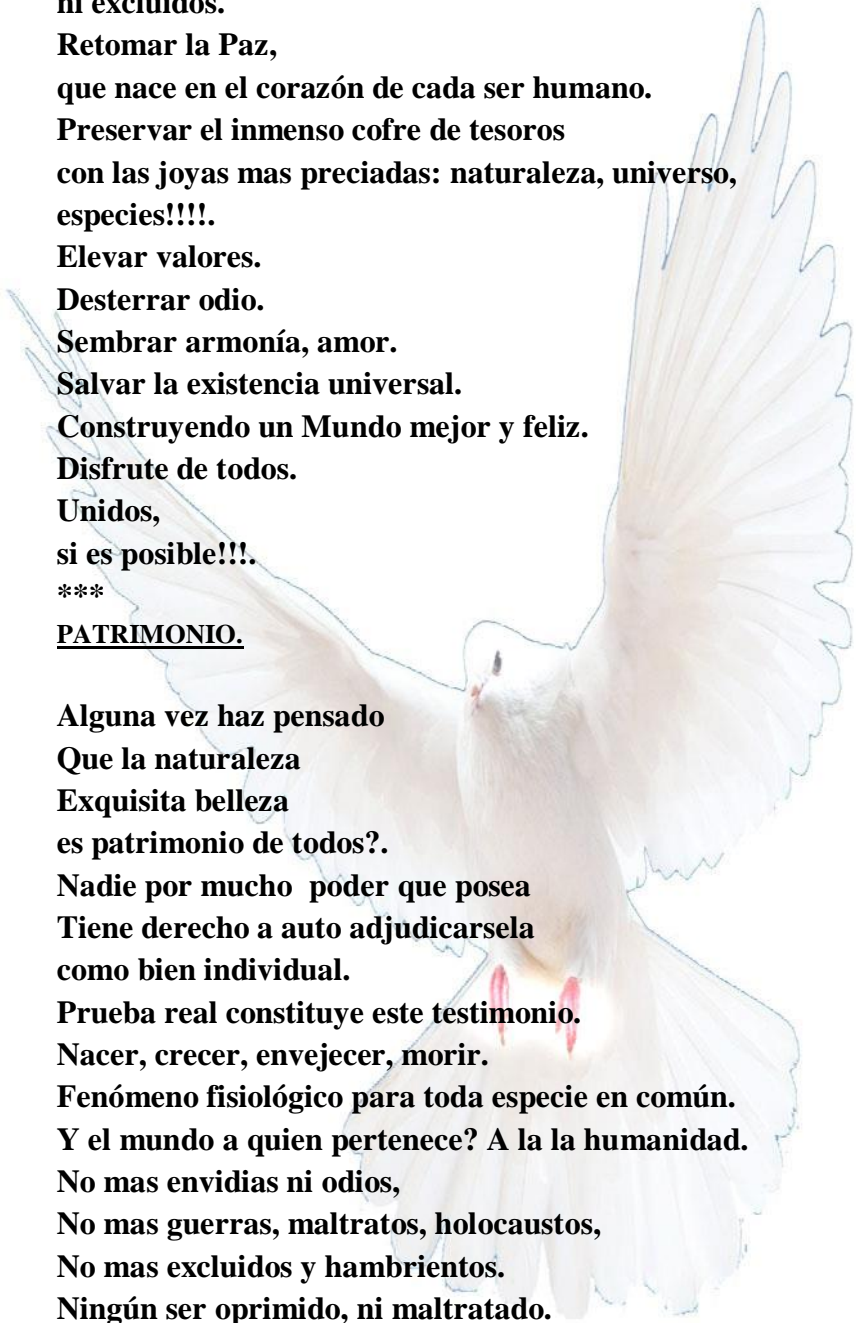 ni excluidos.
Retomar la Paz,
que nace en el corazón de cada ser humano.
Preservar el inmenso cofre de tesoros
con las joyas mas preciadas: naturaleza, universo,
especies!!!!.
Elevar valores.
Desterrar odio.
Sembrar armonía, amor.
Salvar la existencia universal.
Construyendo un Mundo mejor y feliz.
Disfrute de todos.
Unidos,
si es posible!!!.
***
PATRIMONIO.
Alguna vez haz pensado
Que la naturaleza
Exquisita belleza
es patrimonio de todos?.
Nadie por mucho poder que posea
Tiene derecho a auto adjudicarsela
como bien individual.
Prueba real constituye este testimonio.
Nacer, crecer, envejecer, morir.
Fenómeno fisiológico para toda especie en común.
Y el mundo a quien pertenece? A la la humanidad.
No mas envidias ni odios,
No mas guerras, maltratos, holocaustos,
No mas excluidos y hambrientos.
Ningún ser oprimido, ni maltratado.